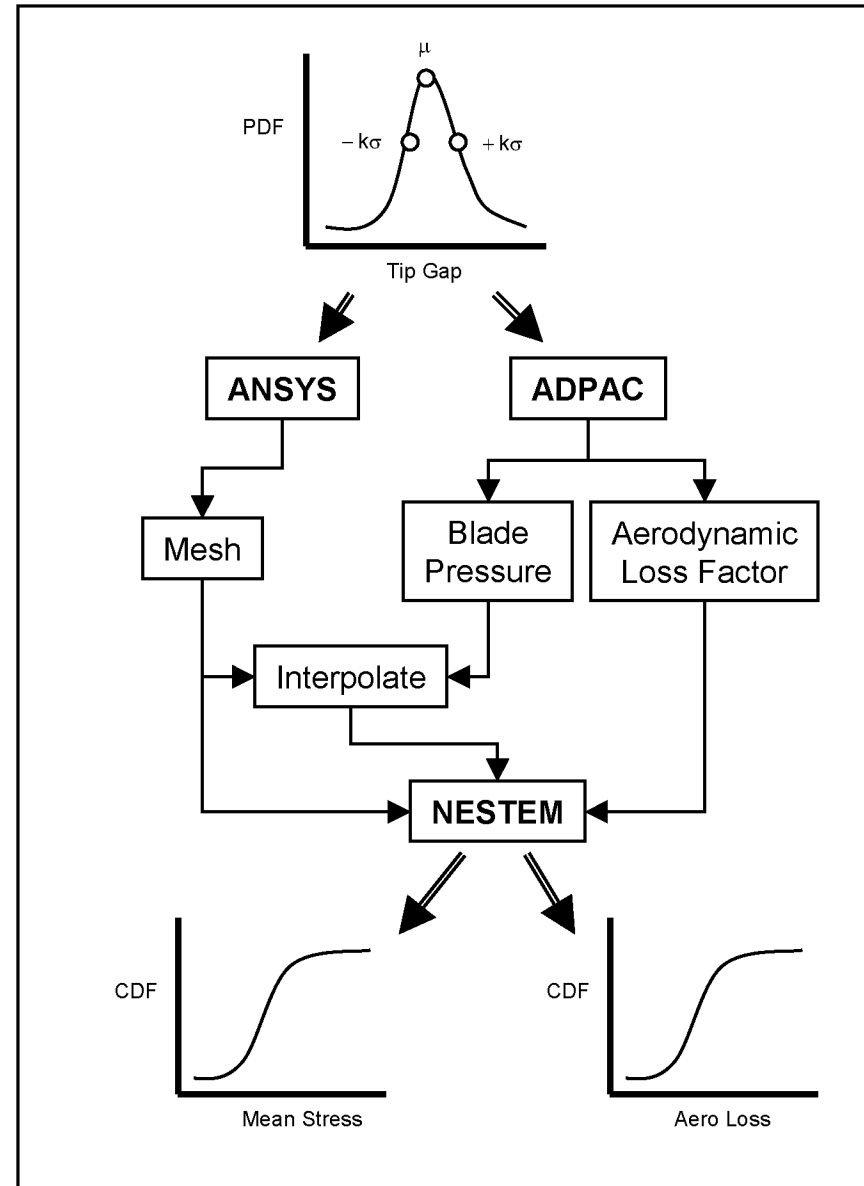 μ
PDF
– kσ
+ kσ
Tip Gap
ANSYS
ADPAC
Mesh
Blade
Pressure
Aerodynamic
Loss Factor
Interpolate
NESTEM
CDF
Mean Stress
CDF
Aero Loss